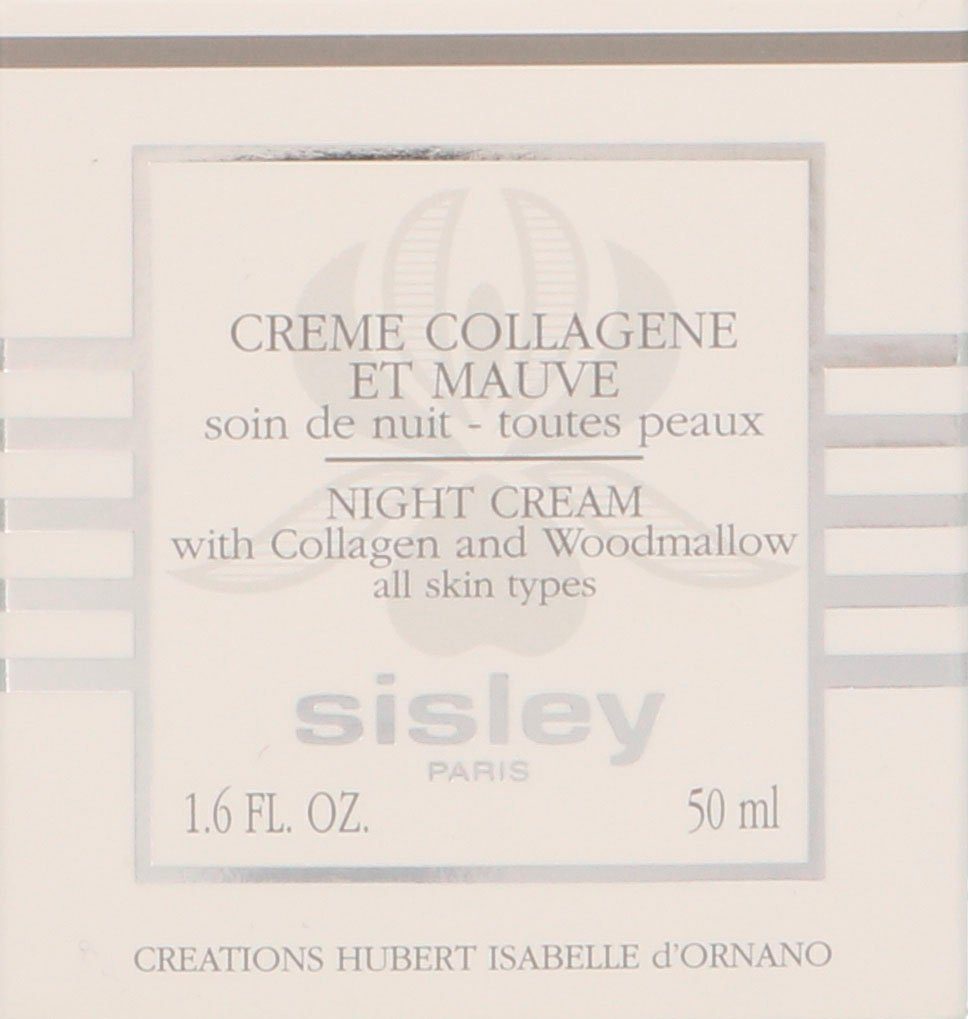 CREME COLLAGENE
ET MAUVE
soin de nuit - toutes peaux
NIGHT CREAM
with Collagen and Woodmallow
all skin types
sisley
PARIS
1.6 FL. OZ. 50 ml
CREATIONS HUBERT ISABELLE d'ORNANO